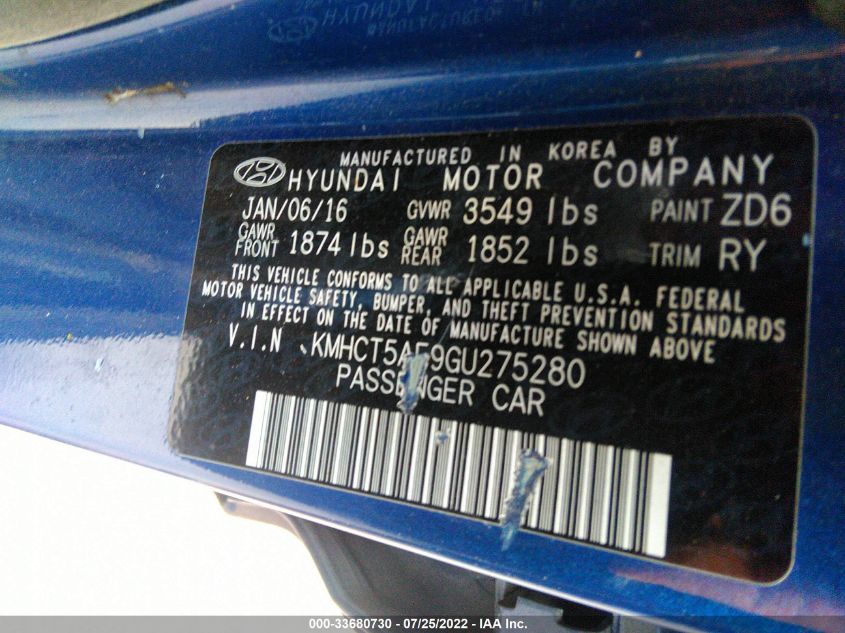 MANUFACTURED IN KOREA BY
HYUNDAI MOTOR COMPANY
JAN/06/16 GVWR 3549 lbs PAINT ZD6
GAWR FRONT 1874 lbs GAWR REAR 1852 lbs TRIM RY
THIS VEHICLE CONFORMS TO ALL APPLICABLE U.S.A. FEDERAL
MOTOR VEHICLE SAFETY, BUMPER, AND THEFT PREVENTION STANDARDS
IN EFFECT ON THE DATE OF MANUFACTURE SHOWN ABOVE
V.I.N KMHCT5AE9GU275280
PASSENGER CAR
000-33680730 - 07/25/2022 - IAA Inc.